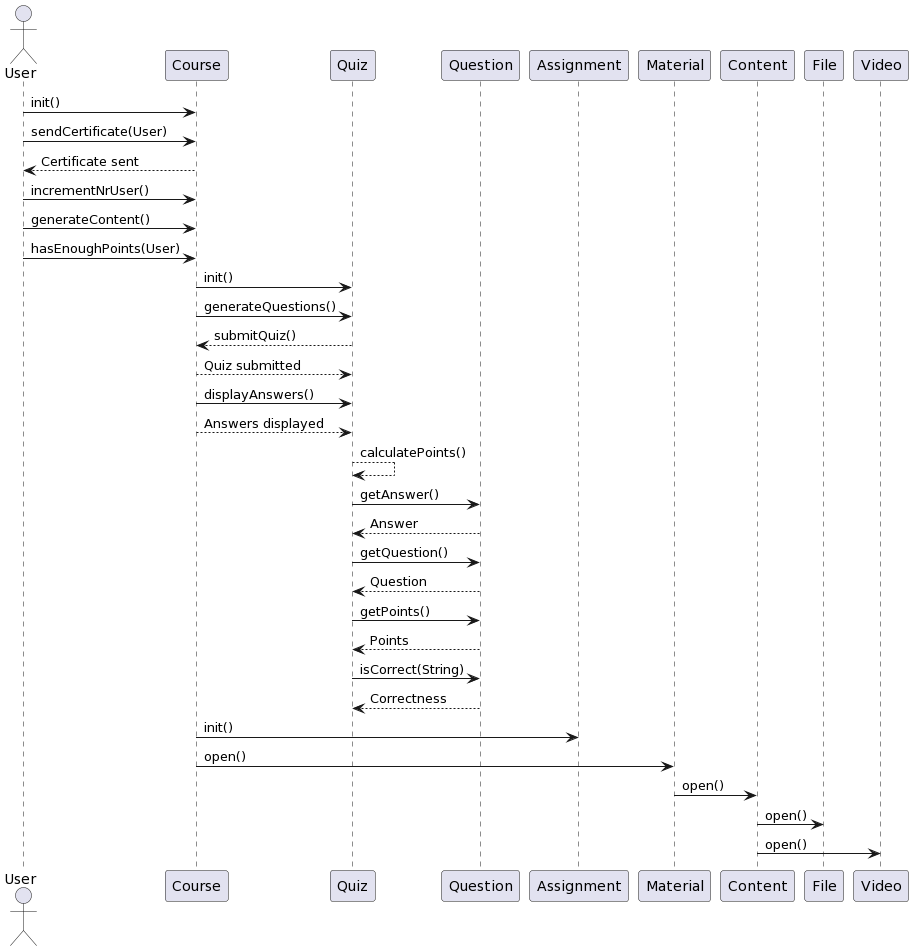 User
Course Quiz Question Assignment Material Content File Video
init()
sendCertificate(User)
Certificate sent
incrementNrUser()
generateContent()
hasEnoughPoints(User)
init()
generateQuestions()
submitQuiz()
Quiz submitted
displayAnswers()
Answers displayed
calculatePoints()
getAnswer()
Answer
getQuestion()
Question
getPoints()
Points
isCorrect(String)
Correctness
init()
open()
open()
open()
open()
User
Course Quiz Question Assignment Material Content File Video